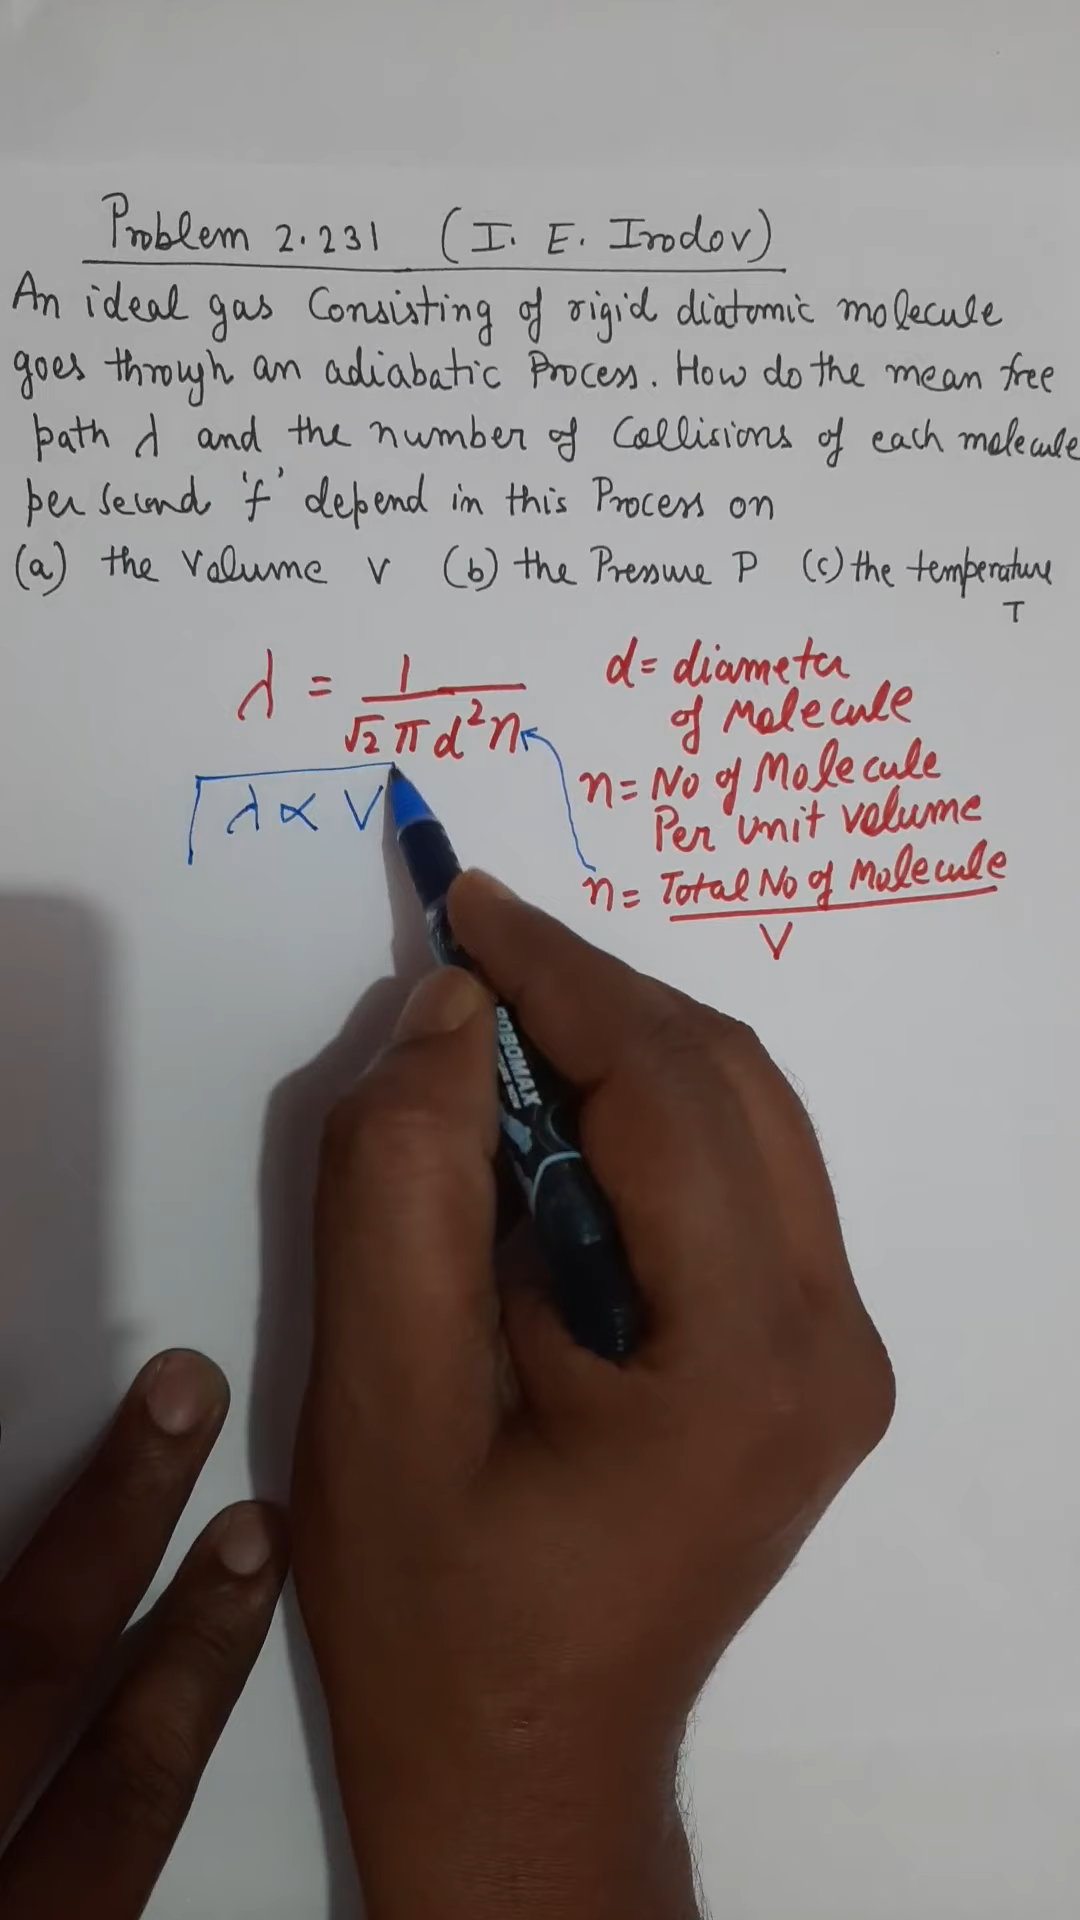 Problem 2.231 (I. E. Irodov)
An ideal gas Consisting of rigid diatomic molecule
goes through an adiabatic Process. How do the mean free
path λ and the number of Collisions of each molecule
per second 'f' depend in this Process on
(a) the Volume V (b) the Pressure P (c) the temperature
T
λ = 1 / √2 π d² n
d = diameter
of Molecule
n = No of Molecule
Per unit volume
n = Total No of Molecule / V
λ ∝ V
ROBOMAX